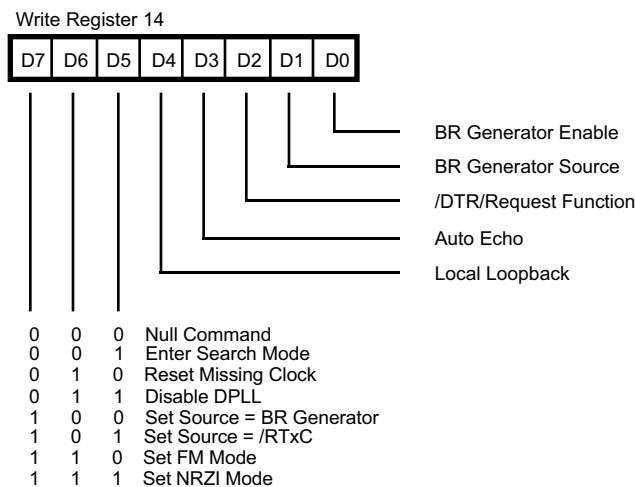 Write Register 14
D7 D6 D5 D4 D3 D2 D1 D0
BR Generator Enable
BR Generator Source
/DTR/Request Function
Auto Echo
Local Loopback
0 0 0 Null Command
0 0 1 Enter Search Mode
0 1 0 Reset Missing Clock
0 1 1 Disable DPLL
1 0 0 Set Source = BR Generator
1 0 1 Set Source = /RTxC
1 1 0 Set FM Mode
1 1 1 Set NRZI Mode